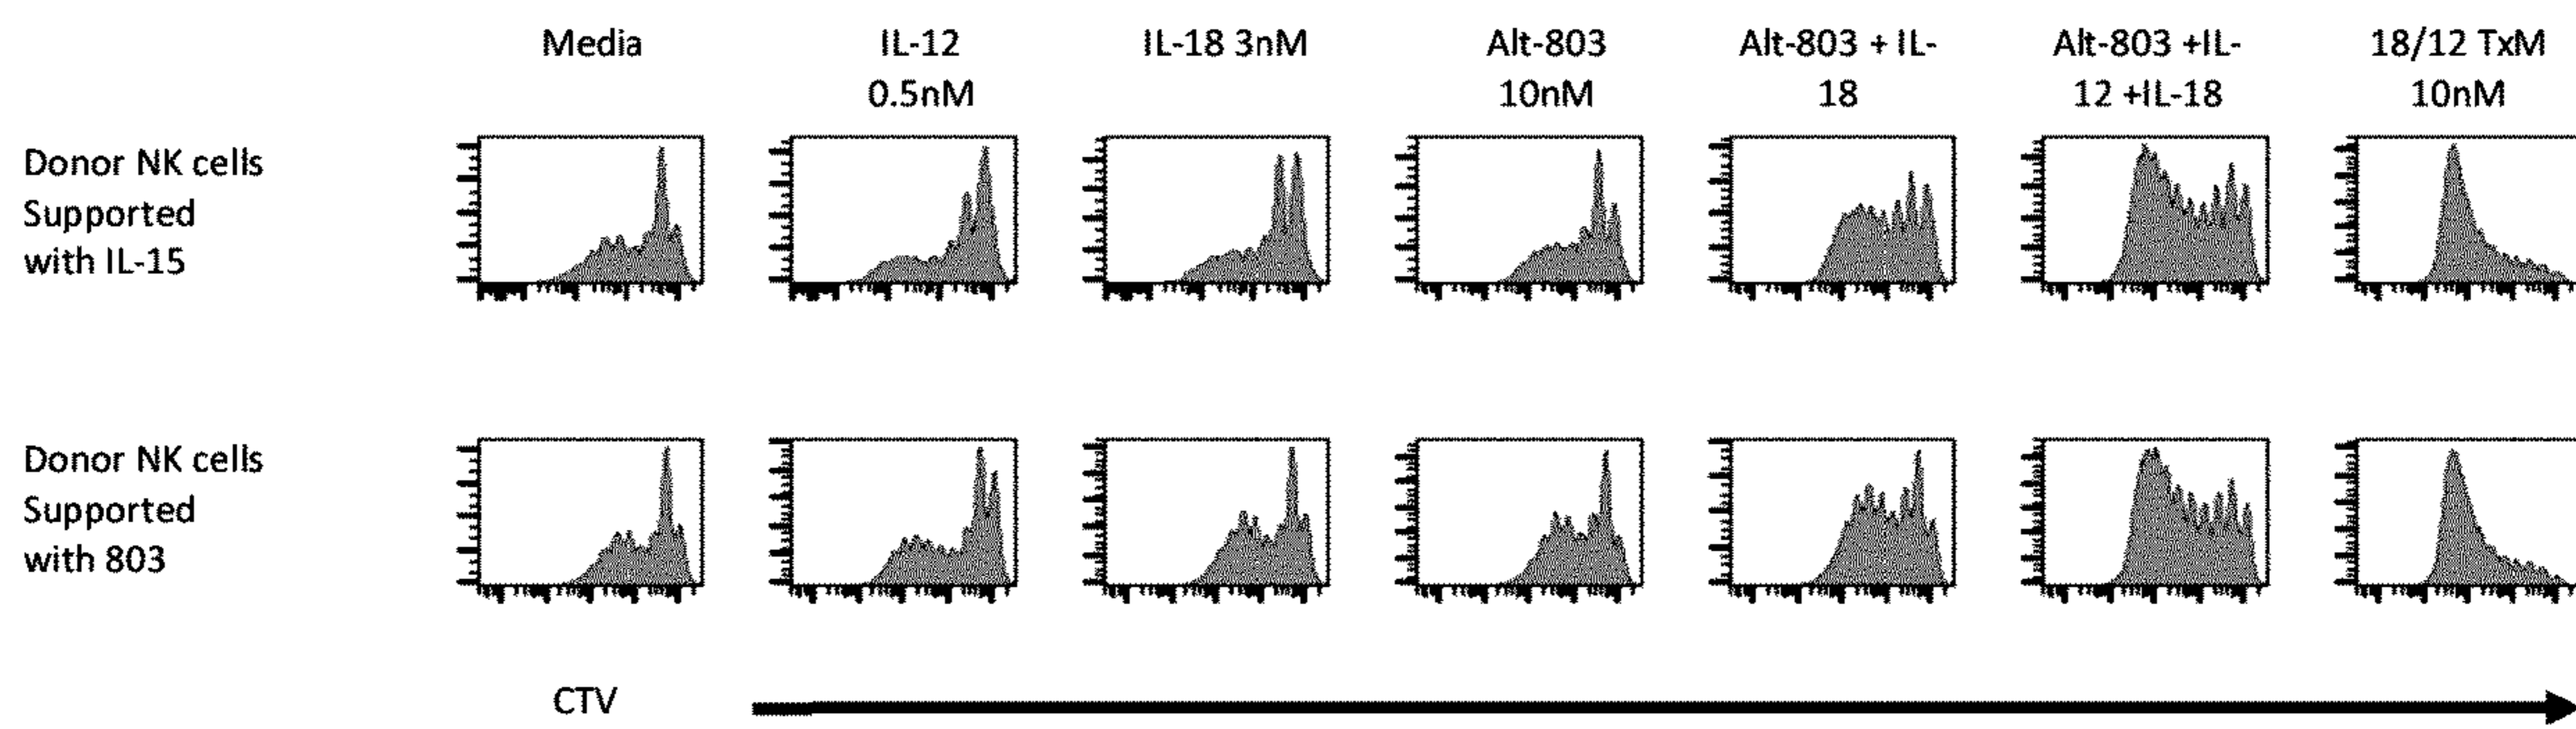 Media
IL-12
0.5nM
IL-18 3nM
Alt-803
10nM
Alt-803 + IL-
18
Alt-803 +IL-
12 +IL-18
18/12 TxM
10nM
Donor NK cells
Supported
with IL-15
Donor NK cells
Supported
with 803
CTV